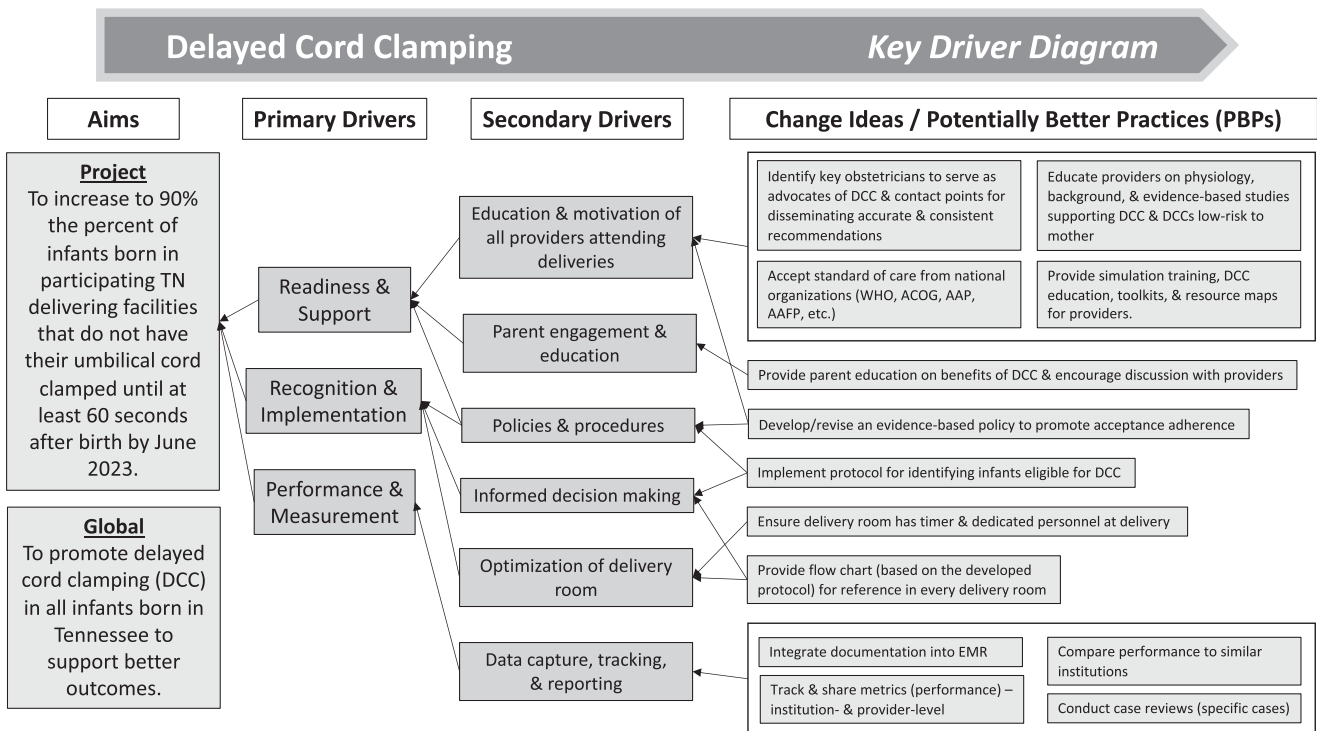 Delayed Cord Clamping
Key Driver Diagram
Aims
Primary Drivers
Secondary Drivers
Change Ideas / Potentially Better Practices (PBPs)
Project
To increase to 90%
the percent of
infants born in
participating TN
delivering facilities
that do not have
their umbilical cord
clamped until at
least 60 seconds
after birth by June
2023.
Global
To promote delayed
cord clamping (DCC)
in all infants born in
Tennessee to
support better
outcomes.
Readiness &
Support
Recognition &
Implementation
Performance &
Measurement
Education & motivation of
all providers attending
deliveries
Parent engagement &
education
Policies & procedures
Informed decision making
Optimization of delivery
room
Data capture, tracking,
& reporting
Identify key obstetricians to serve as
advocates of DCC & contact points for
disseminating accurate & consistent
recommendations
Educate providers on physiology,
background, & evidence-based studies
supporting DCC & DCCs low-risk to
mother
Accept standard of care from national
organizations (WHO, ACOG, AAP,
AAFP, etc.)
Provide simulation training, DCC
education, toolkits, & resource maps
for providers.
Provide parent education on benefits of DCC & encourage discussion with providers
Develop/revise an evidence-based policy to promote acceptance adherence
Implement protocol for identifying infants eligible for DCC
Ensure delivery room has timer & dedicated personnel at delivery
Provide flow chart (based on the developed
protocol) for reference in every delivery room
Integrate documentation into EMR
Track & share metrics (performance) –
institution- & provider-level
Compare performance to similar
institutions
Conduct case reviews (specific cases)